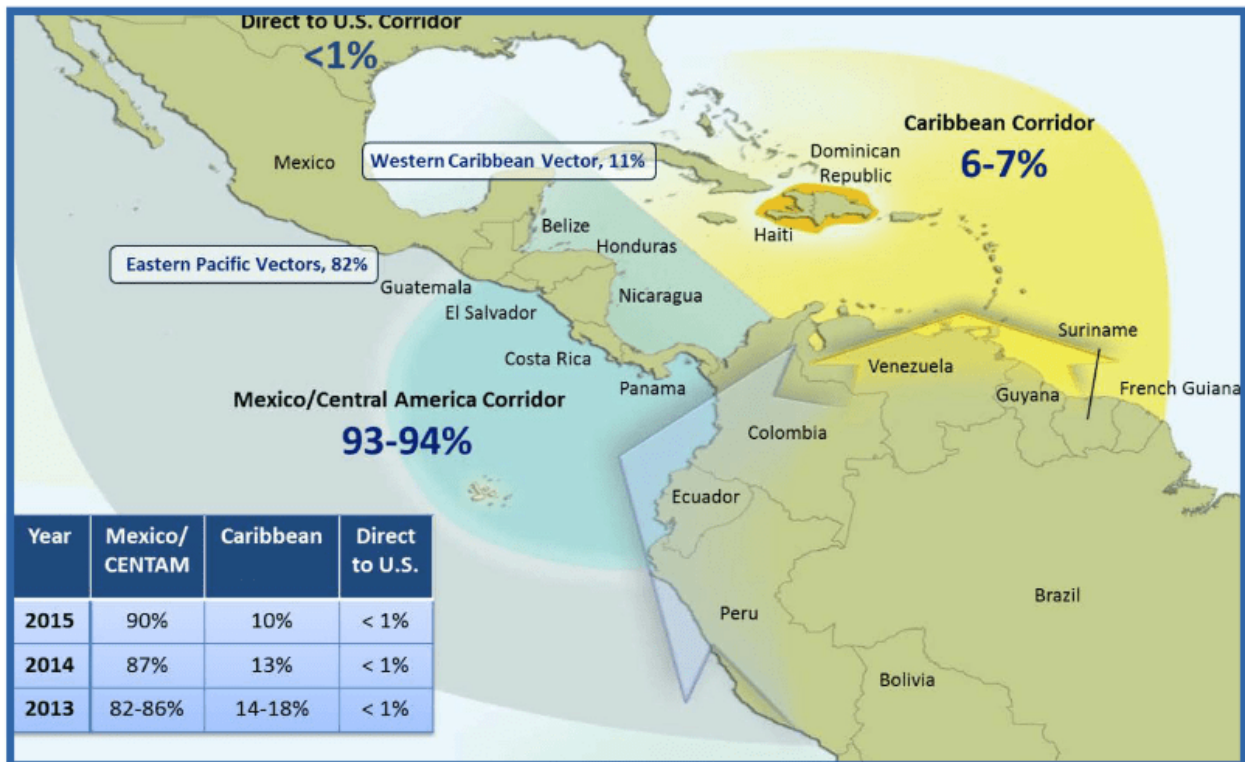 Direct to U.S. Corridor
<1%
Caribbean Corridor
6-7%
Dominican
Republic
Mexico
Western Caribbean Vector, 11%
Belize
Haiti
Honduras
Eastern Pacific Vectors, 82%
Guatemala
Nicaragua
El Salvador
Suriname
Costa Rica
Venezuela
Panama
Guyana
French Guiana
Mexico/Central America Corridor
93-94%
Colombia
Ecuador
Brazil
Peru
Bolivia
Year Mexico/ Caribbean Direct
CENTAM to U.S.
2015 90% 10% < 1%
2014 87% 13% < 1%
2013 82-86% 14-18% < 1%